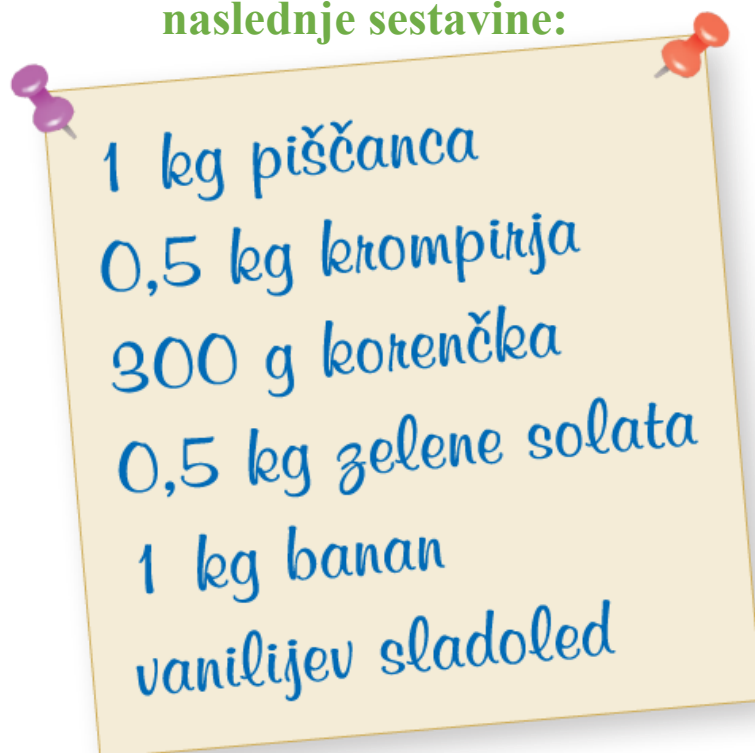 naslednje sestavine:
1 kg piščanca
0,5 kg krompirja
300 g korenčka
0,5 kg zelene solata
1 kg banan
vanilijev sladoled